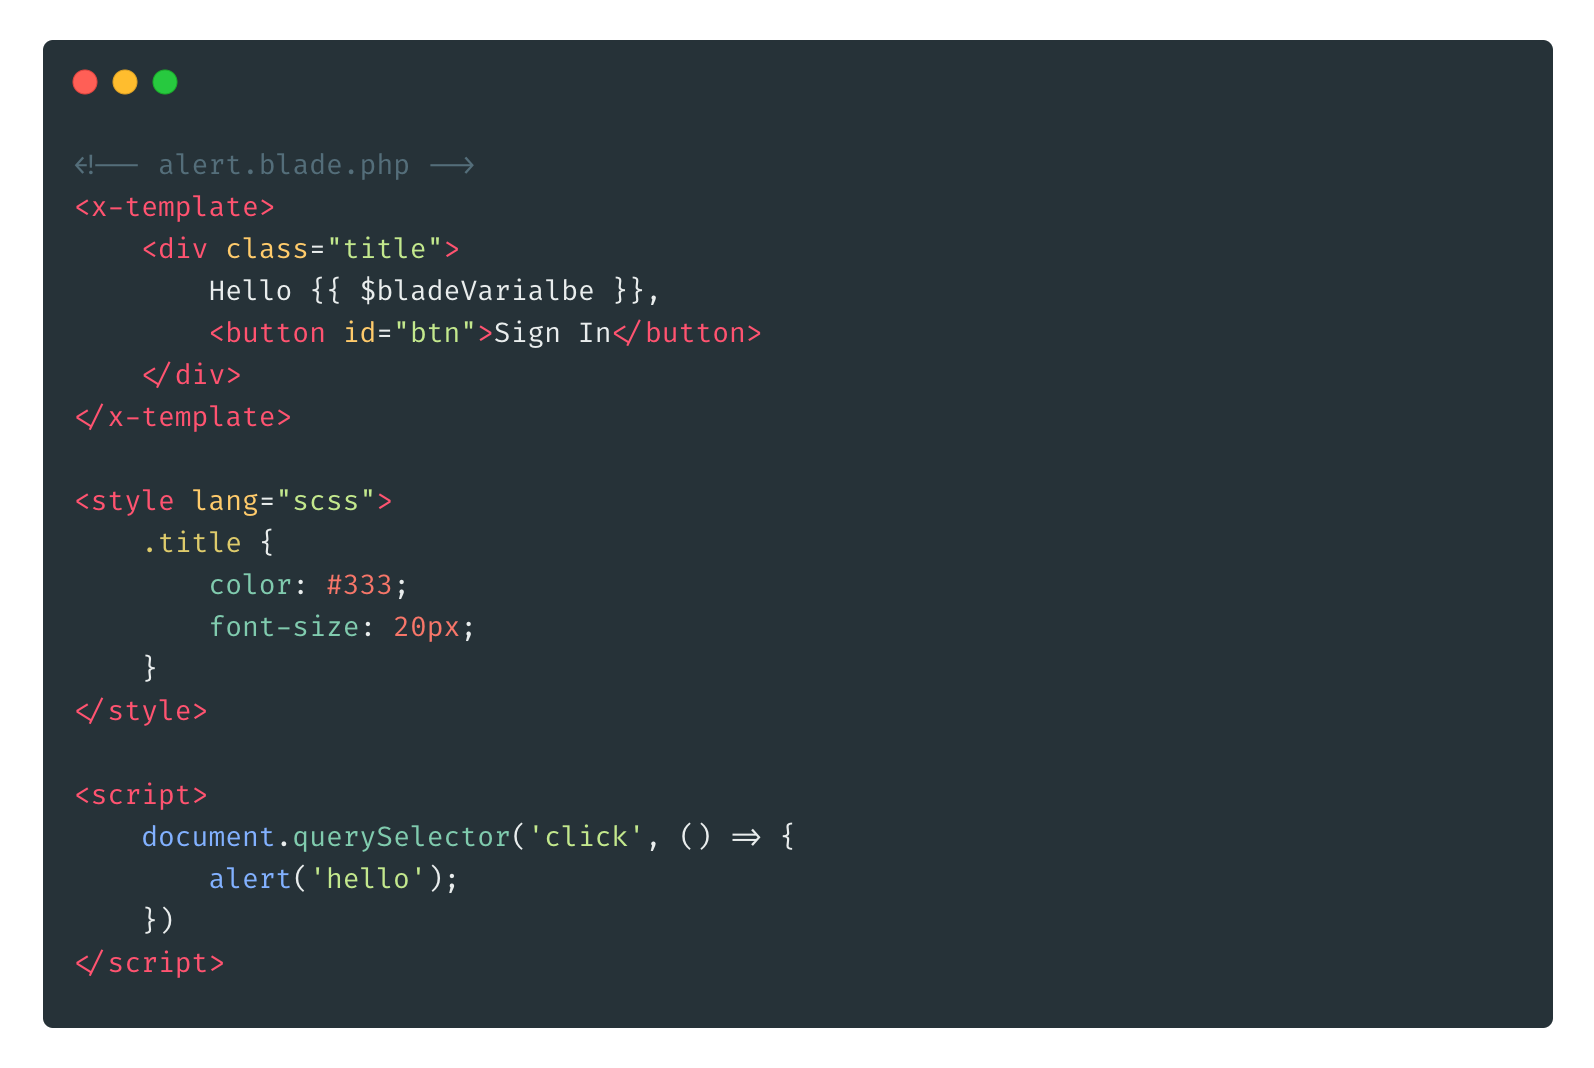 <!-- alert.blade.php -->
<x-template>
    <div class="title">
        Hello {{ $bladeVarialbe }},
        <button id="btn">Sign In</button>
    </div>
</x-template>

<style lang="scss">
    .title {
        color: #333;
        font-size: 20px;
    }
</style>

<script>
    document.querySelector('click', () => {
        alert('hello');
    })
</script>